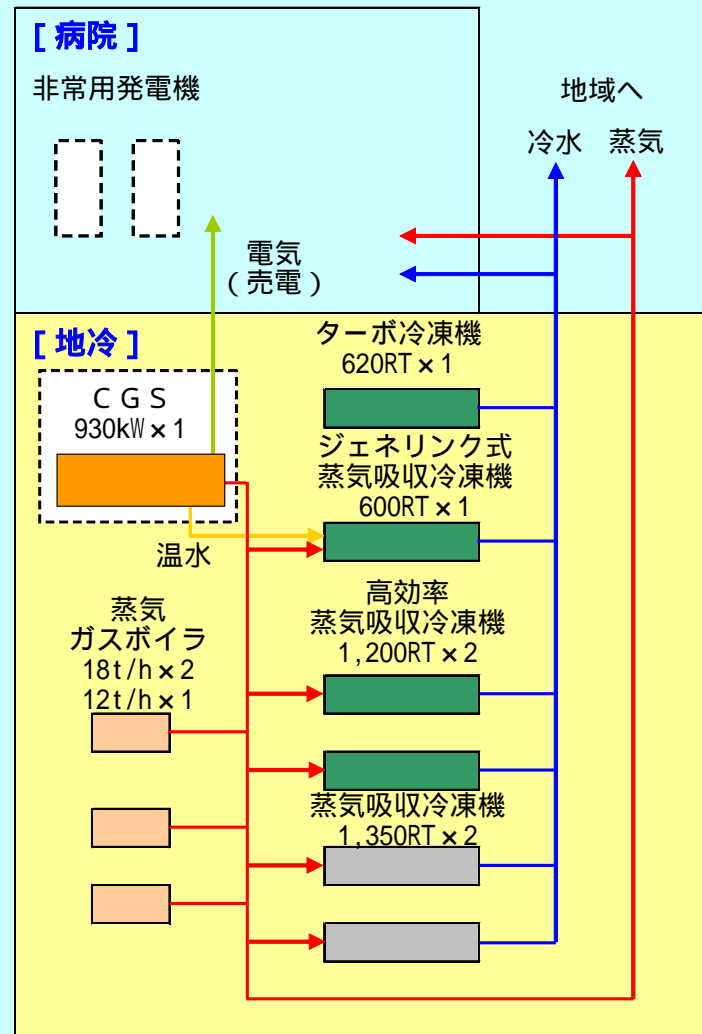 [ 病院 ]
非常用発電機
地域へ
冷水 蒸気
電気
(売電)
[ 地冷 ]
ターボ冷凍機
620RT×1
CGS
930kW×1
ジェネリンク式
蒸気吸収冷凍機
600RT×1
温水
蒸気
ガスボイラ
18t/h×2
12t/h×1
高効率
蒸気吸収冷凍機
1,200RT×2
蒸気吸収冷凍機
1,350RT×2